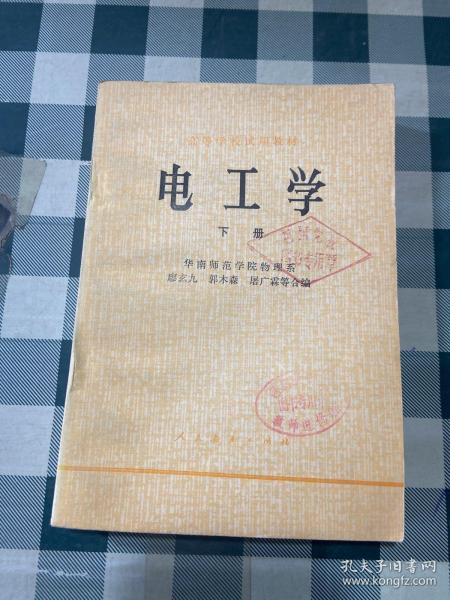 高等学校试用教材
电工学
下册
华南师范学院物理系
廖玄九 郭木森 屠广霖等合编
人民教育出版社
孔夫子旧书网
www.kongfz.com